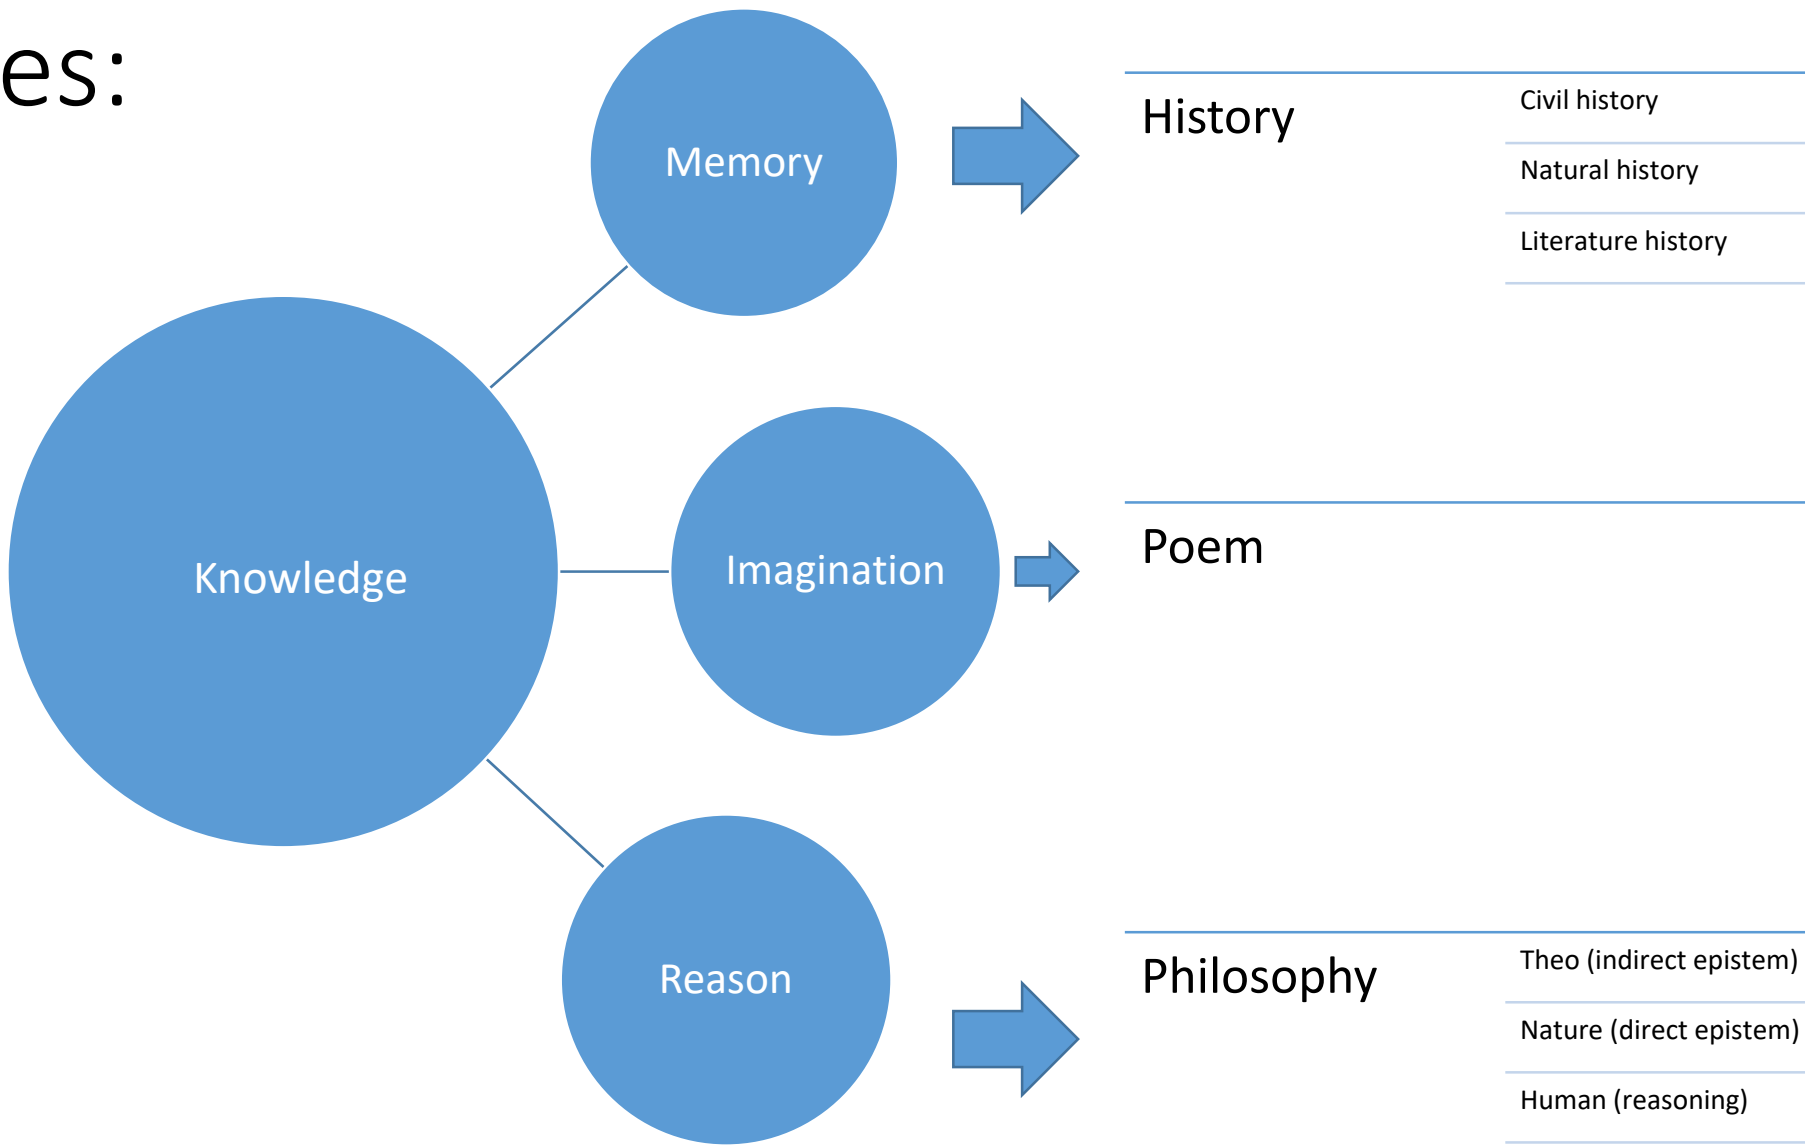 es:
Knowledge
Memory
History
Civil history
Natural history
Literature history
Imagination
Poem
Reason
Philosophy
Theo (indirect epistem)
Nature (direct epistem)
Human (reasoning)